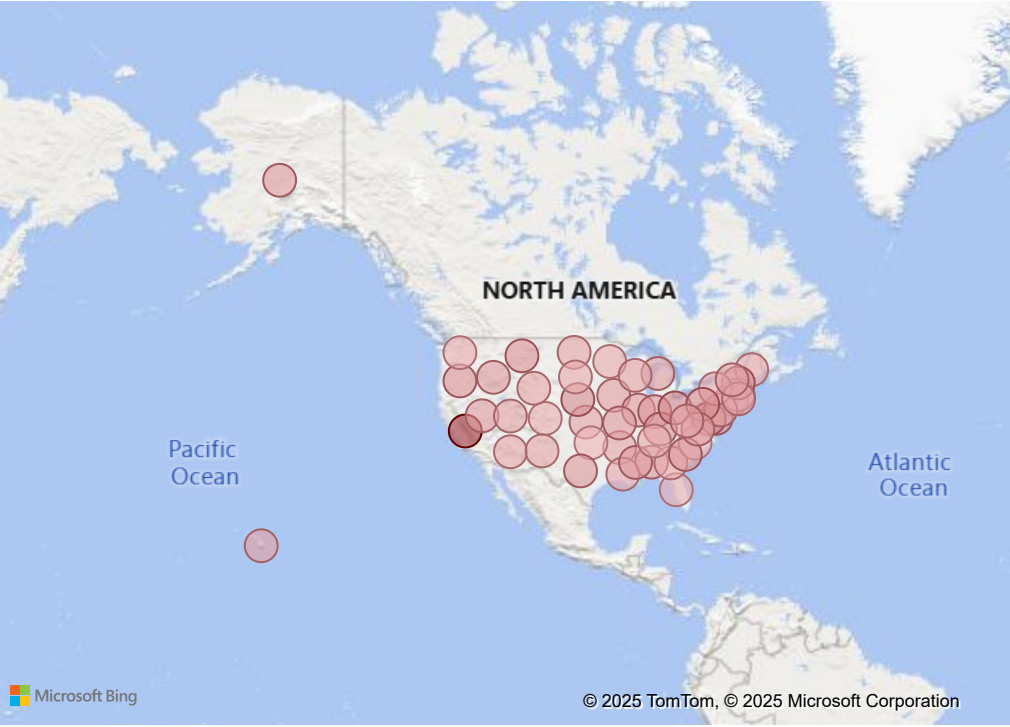 NORTH AMERICA
Pacific
Ocean
Atlantic
Ocean
Microsoft Bing
© 2025 TomTom, © 2025 Microsoft Corporation